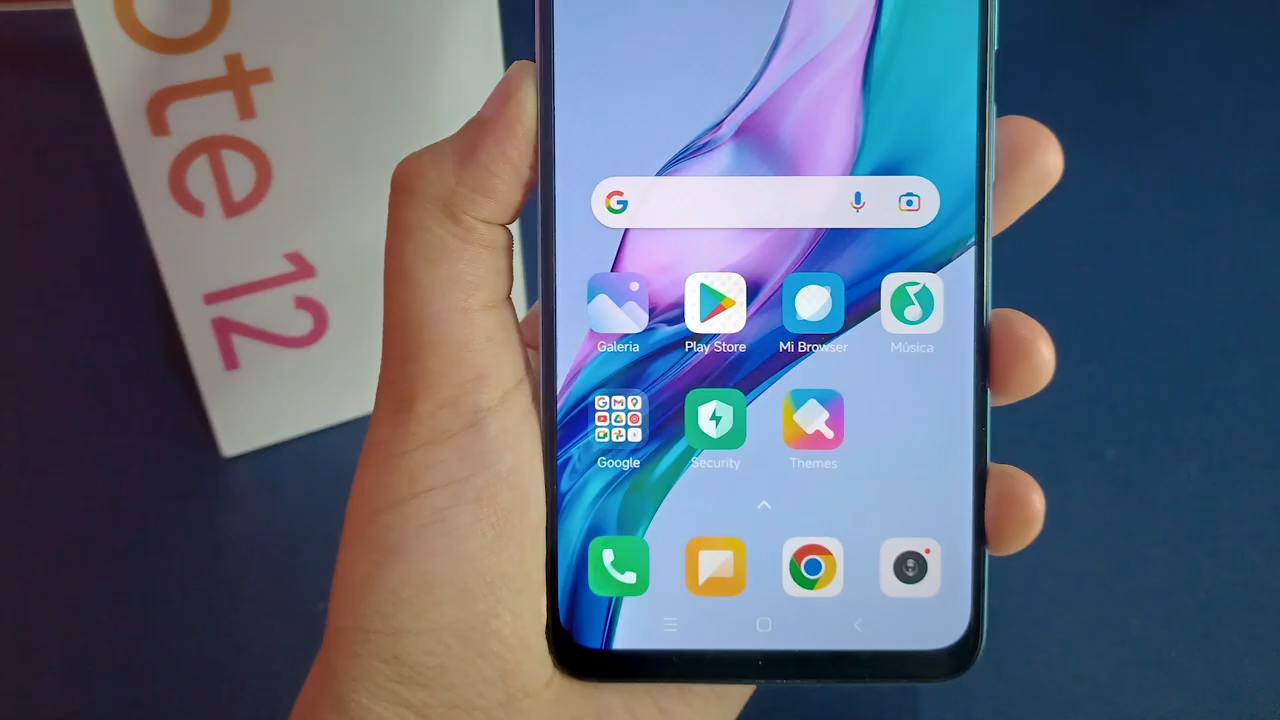 ote 12
G
Galeria
Play Store
Mi Browser
Música
Google
Security
Themes